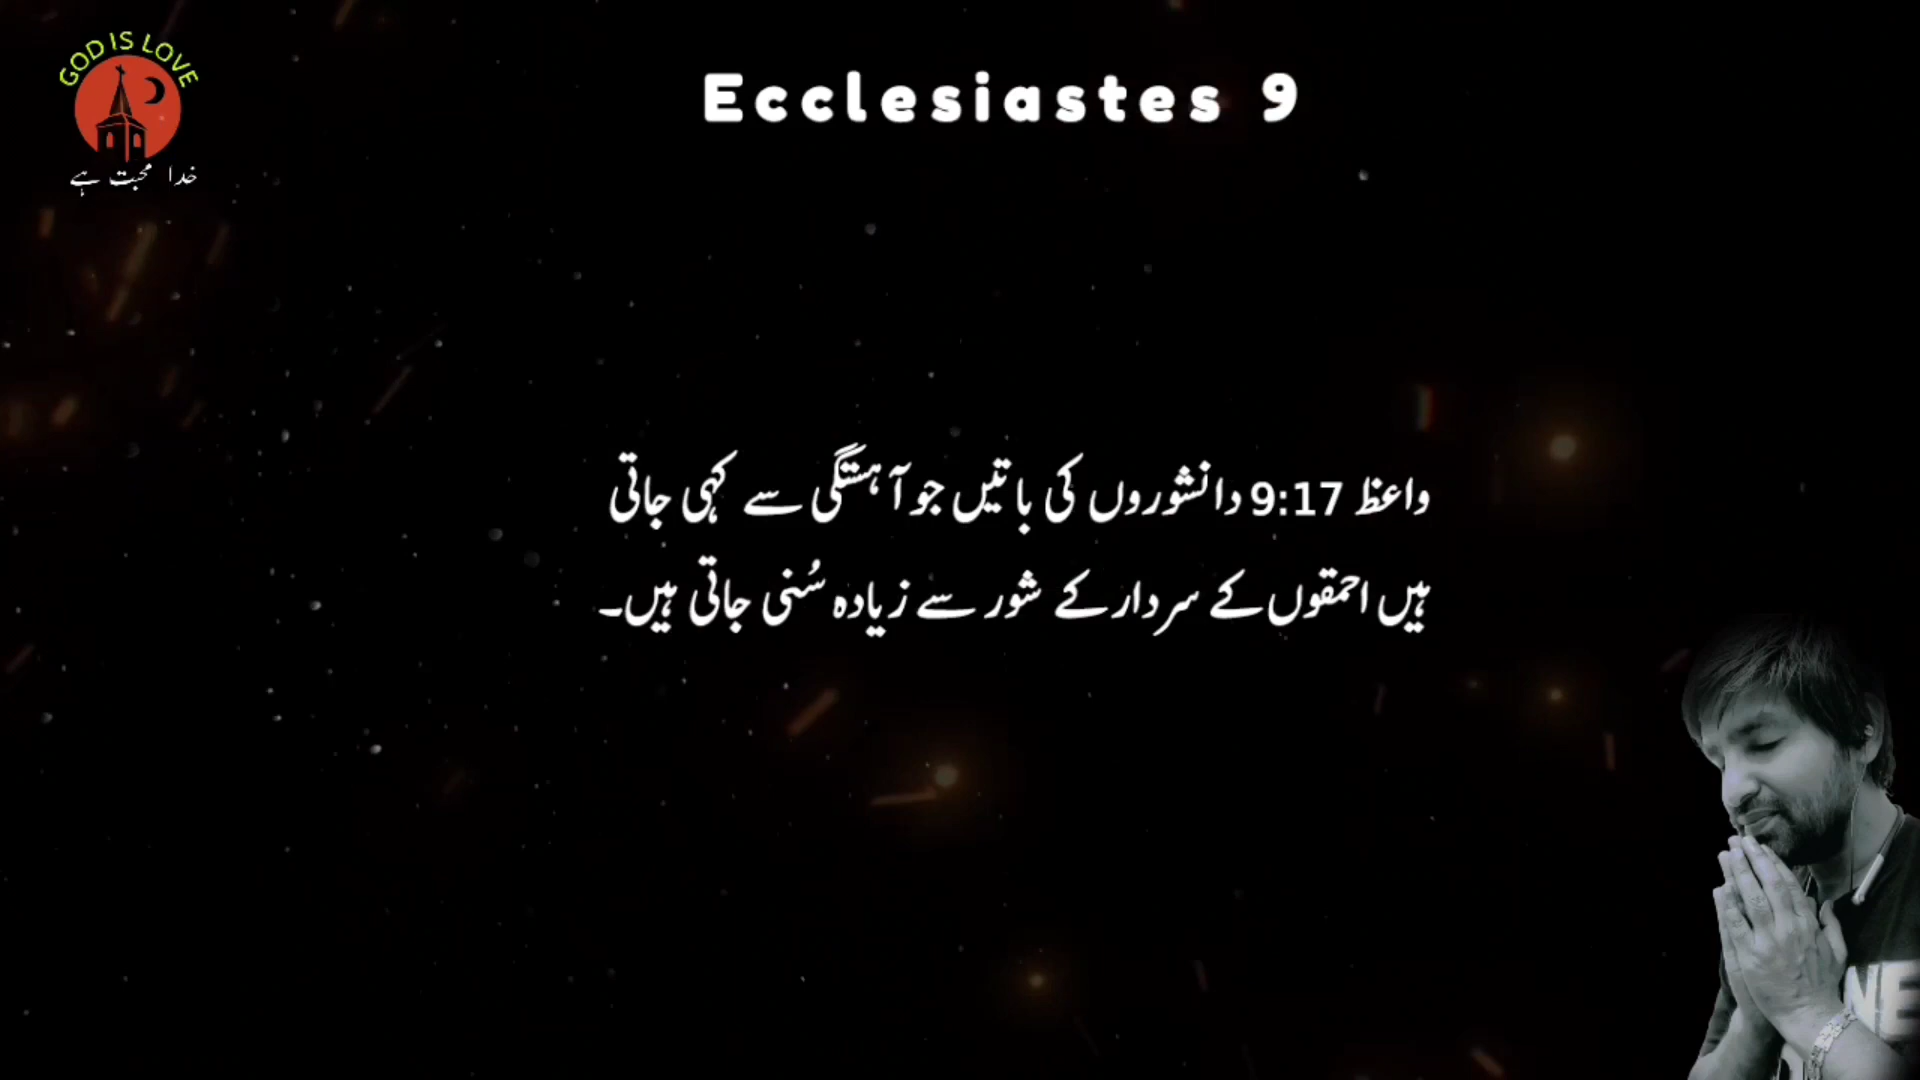 GOD IS LOVE
خدا محبت ہے
Ecclesiastes 9
واعظ 9:17 دانشوروں کی باتیں جو آہستگی سے کہی جاتی
ہیں احمقوں کے سردار کے شور سے زیادہ سُنی جاتی ہیں۔
NE